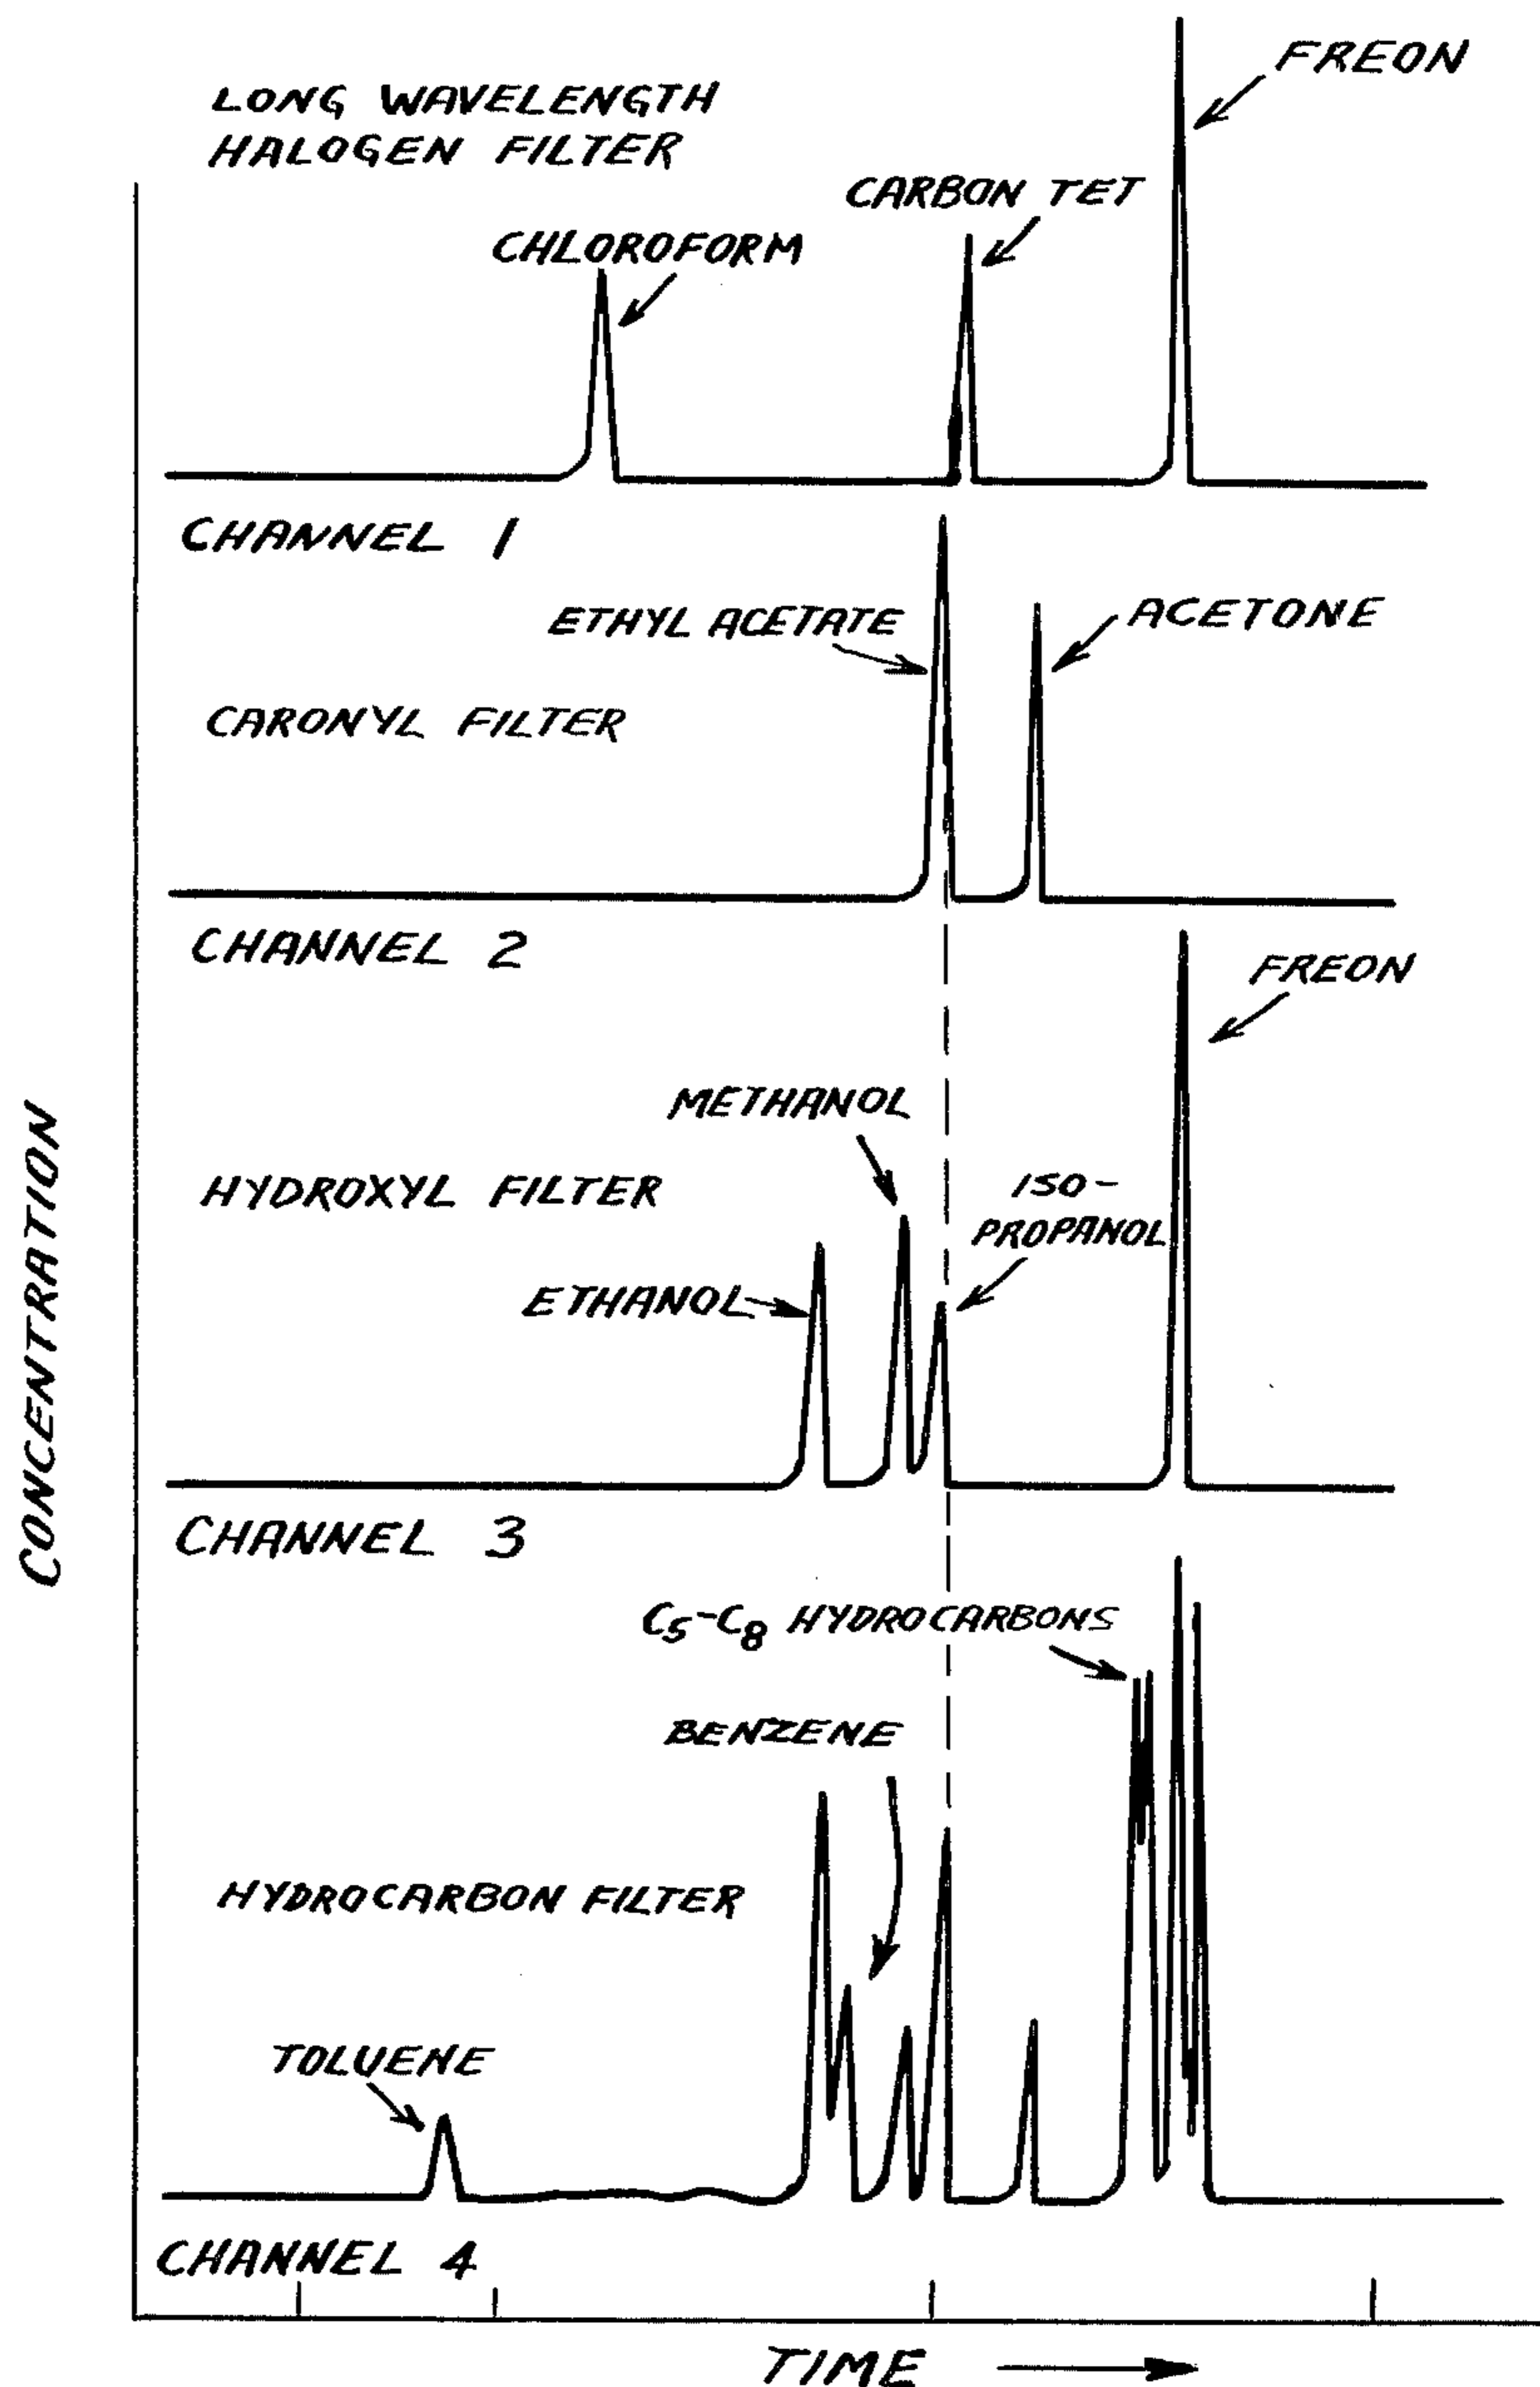 FREON
LONG WAVELENGTH
HALOGEN FILTER
CARBON TET
CHLOROFORM
CHANNEL 1
ETHYL ACETATE
ACETONE
CARONYL FILTER
CHANNEL 2
FREON
METHANOL
HYDROXYL FILTER
ISO-
PROPANOL
ETHANOL
CHANNEL 3
CONCENTRATION
C5-C8 HYDROCARBONS
BENZENE
HYDROCARBON FILTER
TOLUENE
CHANNEL 4
TIME